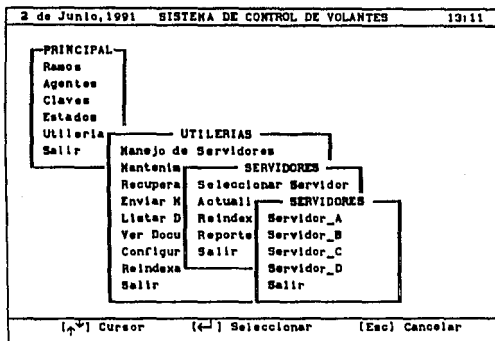 2 de Junio,1991 SISTEMA DE CONTROL DE VOLANTES 13:11
PRINCIPAL
Ramos
Agentes
Claves
Estados
Utileria
Salir
UTILERIAS
Manejo de Servidores
Mantenim
Recupera
Enviar M
Listar D
Ver Docu
Configur
Reindexa
Salir
SERVIDORES
Seleccionar Servidor
Actuali
Reindex
Reporte
Salir
SERVIDORES
Servidor_A
Servidor_B
Servidor_C
Servidor_D
Salir
[↑↓] Cursor [←┘] Seleccionar [Esc] Cancelar